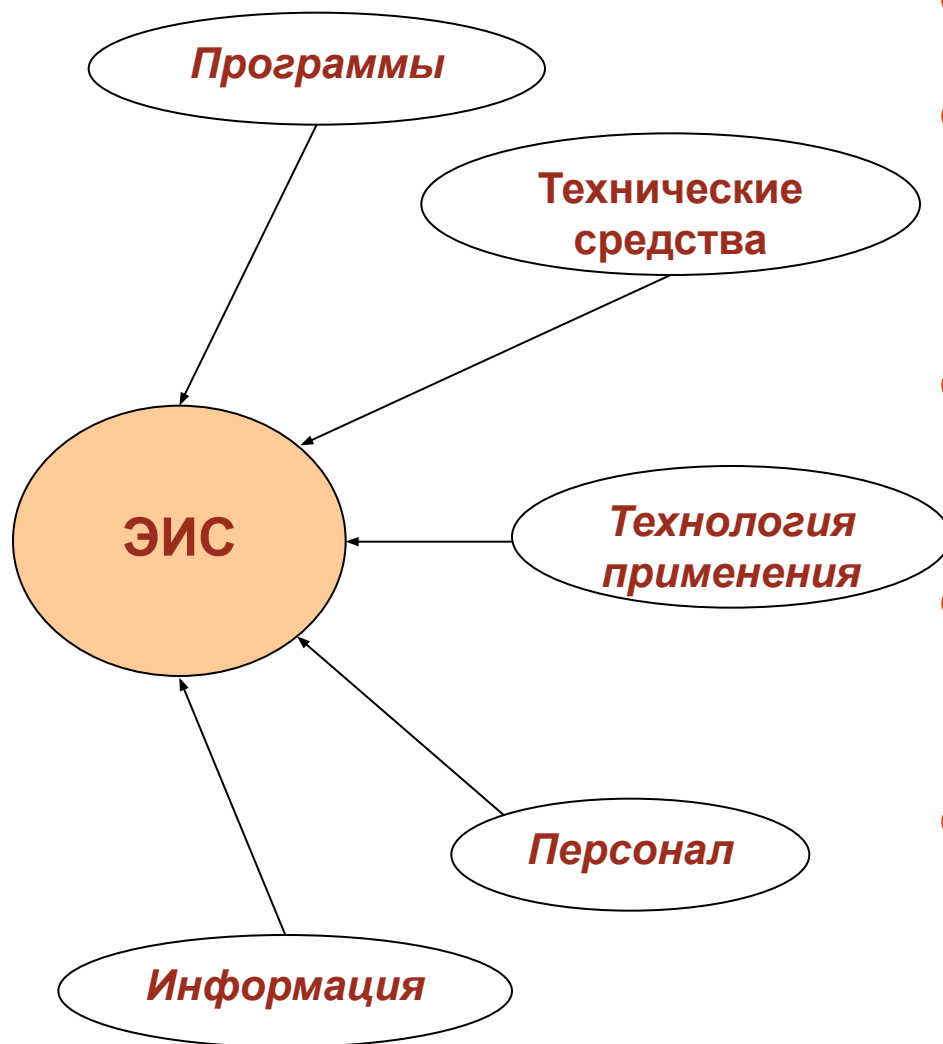 Программы
Технические
средства
ЭИС
Технология
применения
Персонал
Информация